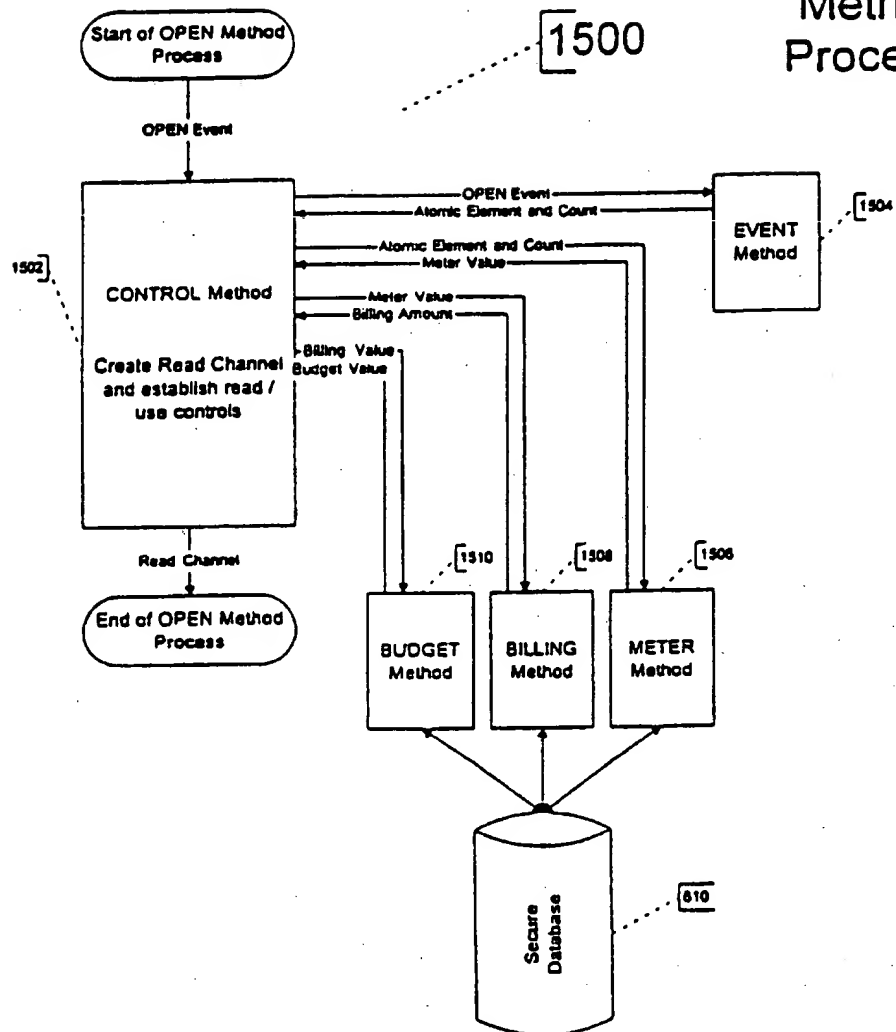 Start of OPEN Method
Process
1500
OPEN Event
OPEN Event
Atomic Element and Count
EVENT
Method
1504
Atomic Element and Count
Meter Value
1502
CONTROL Method
Meter Value
Billing Amount
Create Read Channel
and establish read /
use controls
Billing Value
Budget Value
Read Channel
1510
1508
1506
End of OPEN Method
Process
BUDGET
Method
BILLING
Method
METER
Method
Secure
Database
610